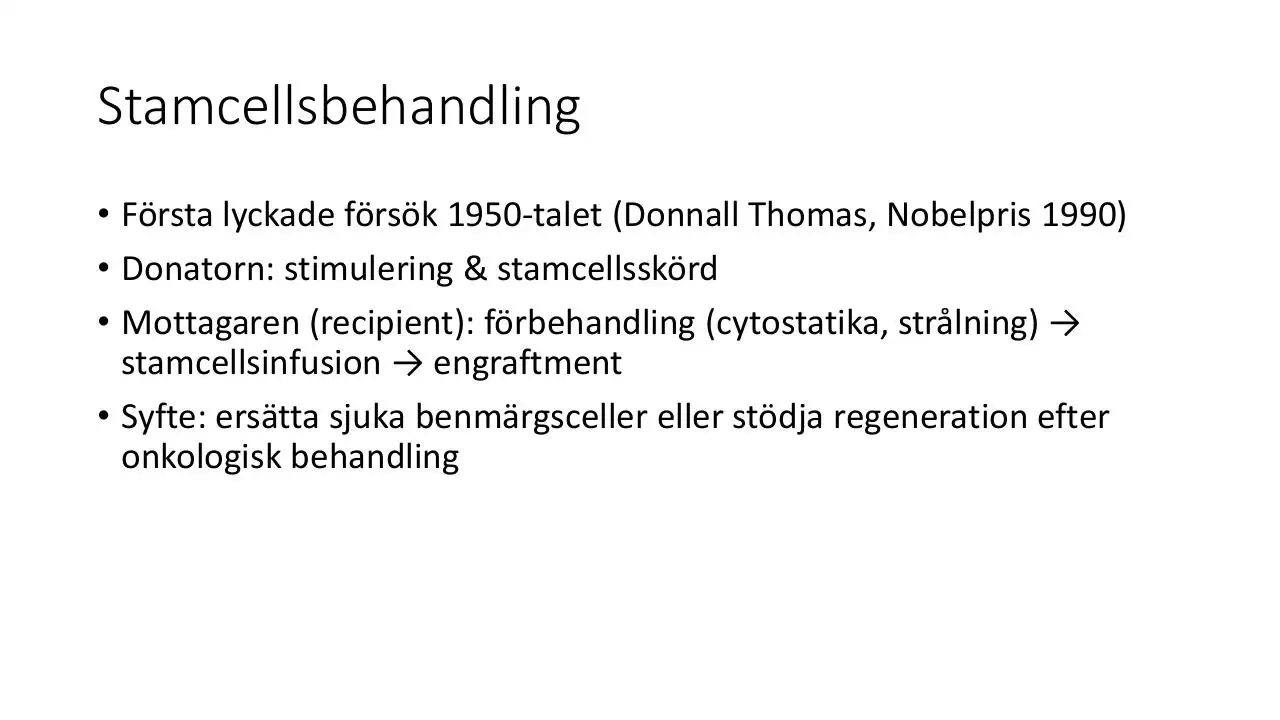 Stamcellsbehandling
• Första lyckade försök 1950-talet (Donnall Thomas, Nobelpris 1990)
• Donatorn: stimulering & stamcellsskörd
• Mottagaren (recipient): förbehandling (cytostatika, strålning) →
stamcellsinfusion → engraftment
• Syfte: ersätta sjuka benmärgsceller eller stödja regeneration efter
onkologisk behandling